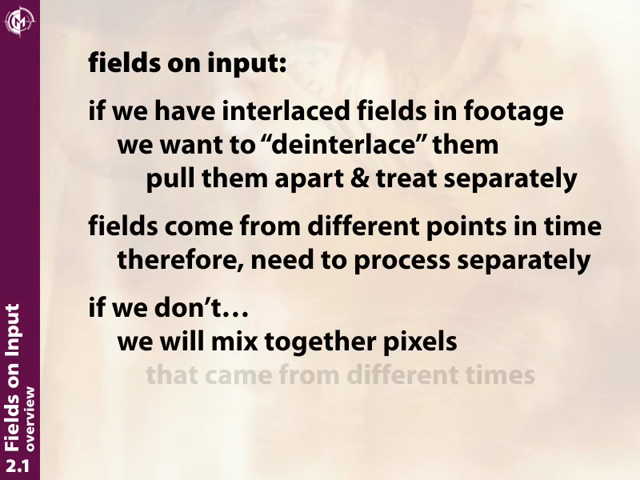 fields on input:
if we have interlaced fields in footage
we want to “deinterlace” them
pull them apart & treat separately
fields come from different points in time
therefore, need to process separately
if we don’t…
we will mix together pixels
that came from different times
Fields on Input
overview
2.1